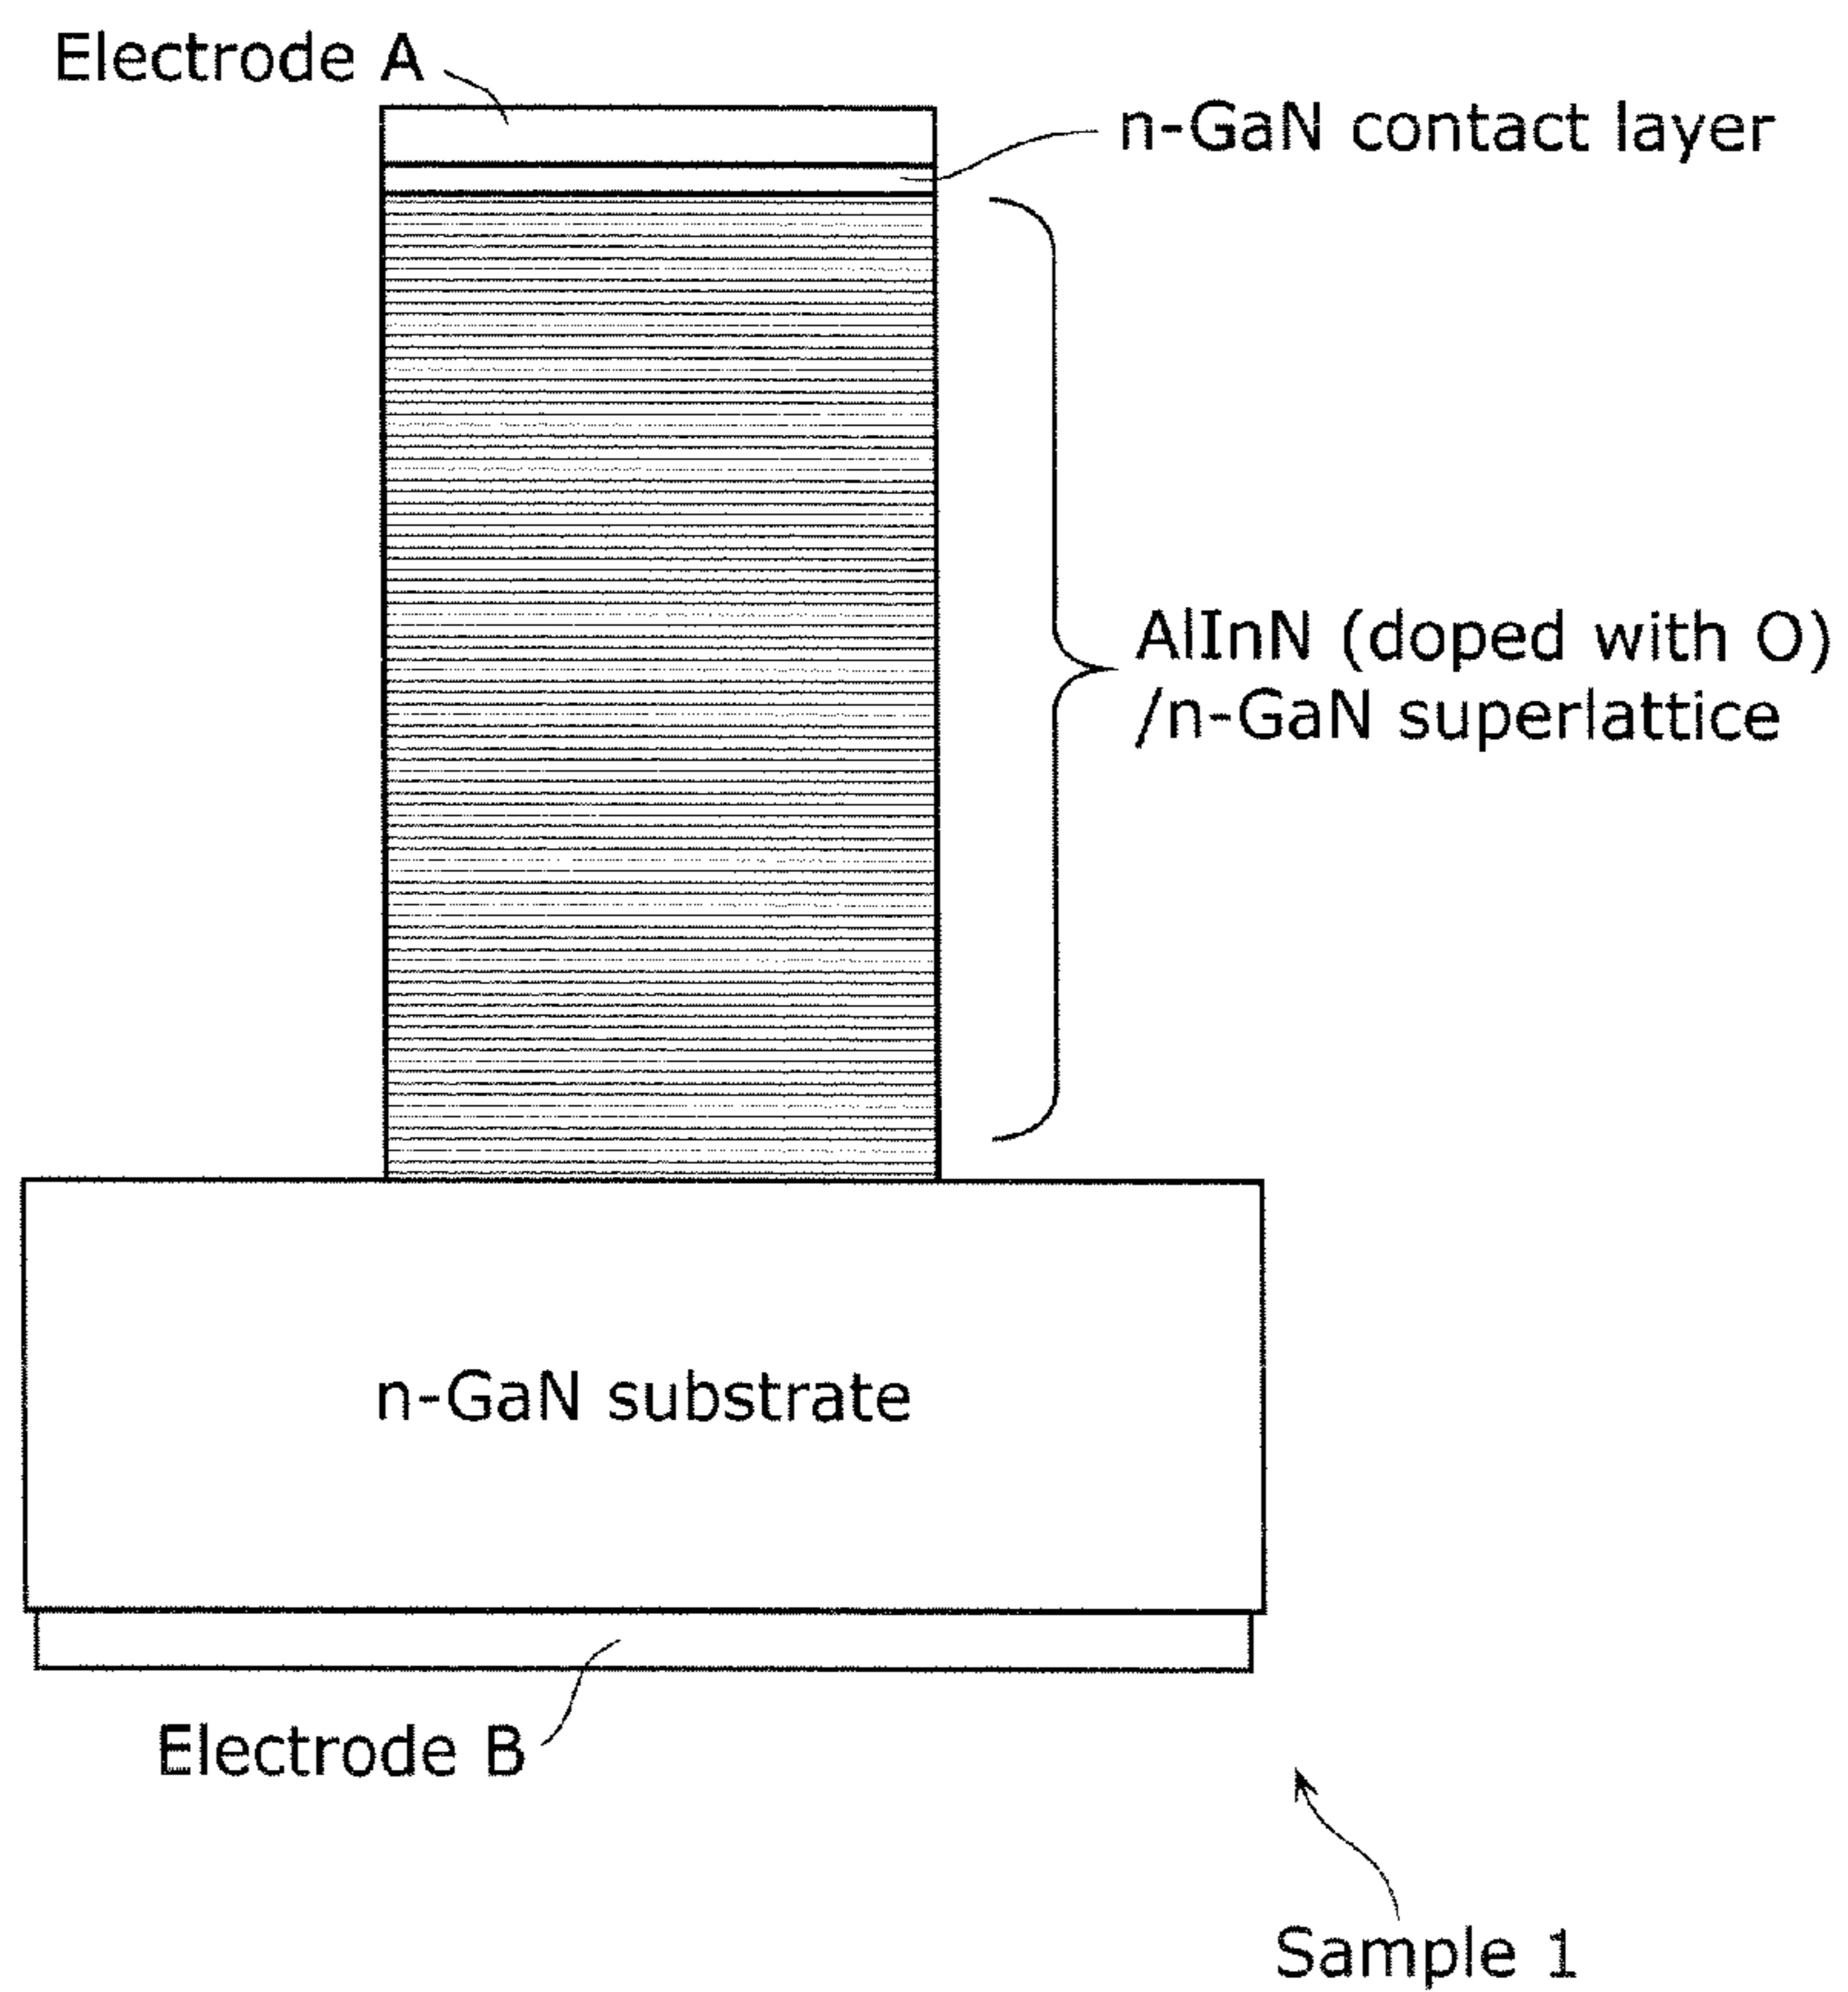 Electrode A
n-GaN contact layer
AlInN (doped with O)
/n-GaN superlattice
n-GaN substrate
Electrode B
Sample 1